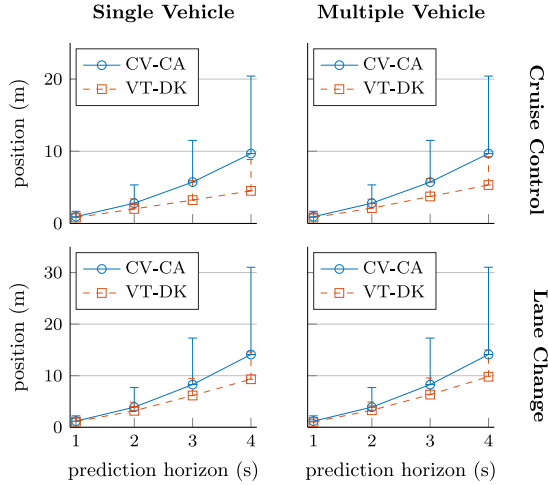 Single Vehicle
Multiple Vehicle
CV-CA
VT-DK
CV-CA
VT-DK
20
10
0
position (m)
Cruise Control
CV-CA
VT-DK
CV-CA
VT-DK
30
20
10
0
position (m)
Lane Change
1 2 3 4
1 2 3 4
prediction horizon (s)
prediction horizon (s)